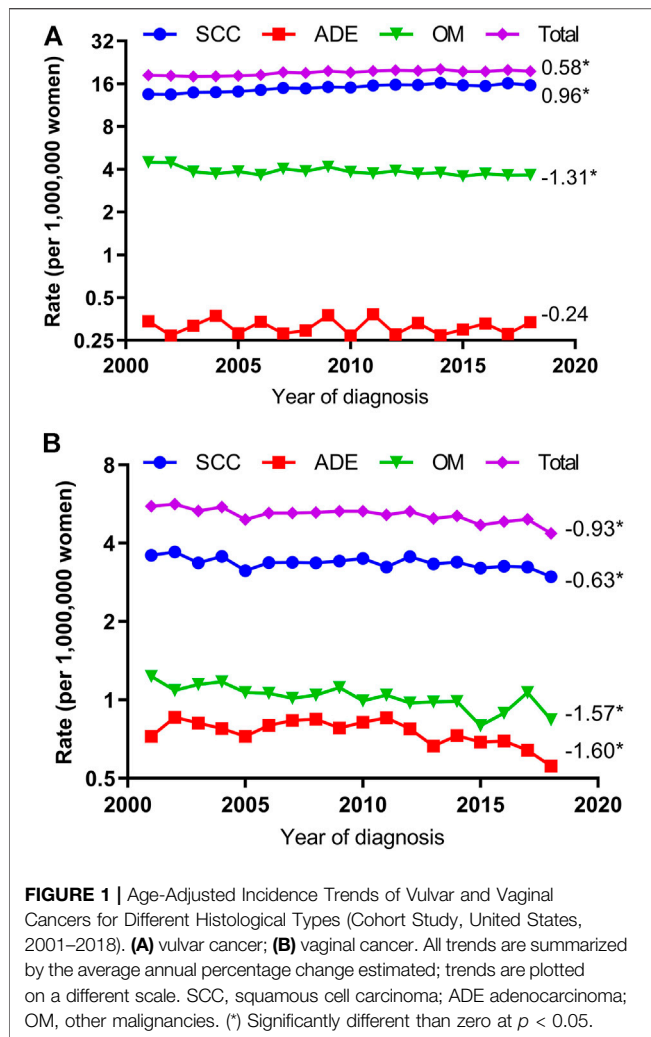 A
SCC ADE OM Total
32
16
8
4
2
1
0.5
0.25
Rate (per 1,000,000 women)
0.58*
0.96*
-1.31*
-0.24
2000 2005 2010 2015 2020
Year of diagnosis
B
SCC ADE OM Total
8
4
2
1
0.5
Rate (per 1,000,000 women)
-0.93*
-0.63*
-1.57*
-1.60*
2000 2005 2010 2015 2020
Year of diagnosis
FIGURE 1 | Age-Adjusted Incidence Trends of Vulvar and Vaginal
Cancers for Different Histological Types (Cohort Study, United States,
2001–2018). (A) vulvar cancer; (B) vaginal cancer. All trends are summarized
by the average annual percentage change estimated; trends are plotted
on a different scale. SCC, squamous cell carcinoma; ADE adenocarcinoma;
OM, other malignancies. (*) Significantly different than zero at p < 0.05.